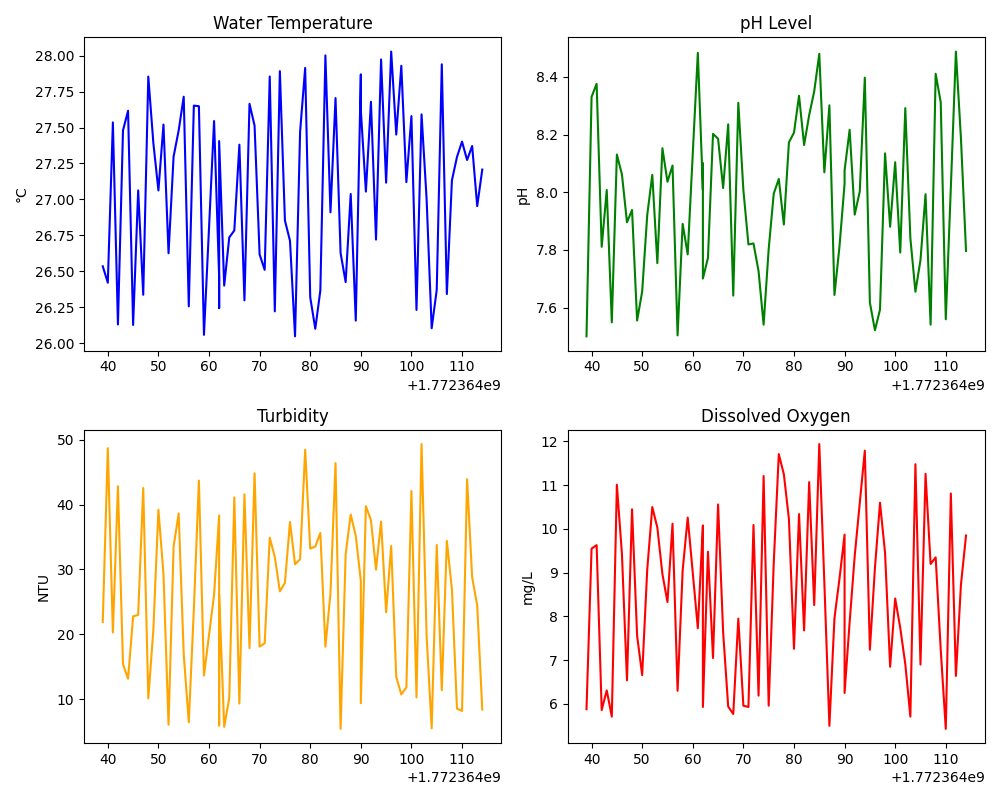 Water Temperature
°C
28.00
27.75
27.50
27.25
27.00
26.75
26.50
26.25
26.00
40 50 60 70 80 90 100 110
+1.772364e9
pH Level
pH
8.4
8.2
8.0
7.8
7.6
40 50 60 70 80 90 100 110
+1.772364e9
Turbidity
NTU
50
40
30
20
10
40 50 60 70 80 90 100 110
+1.772364e9
Dissolved Oxygen
mg/L
12
11
10
9
8
7
6
40 50 60 70 80 90 100 110
+1.772364e9